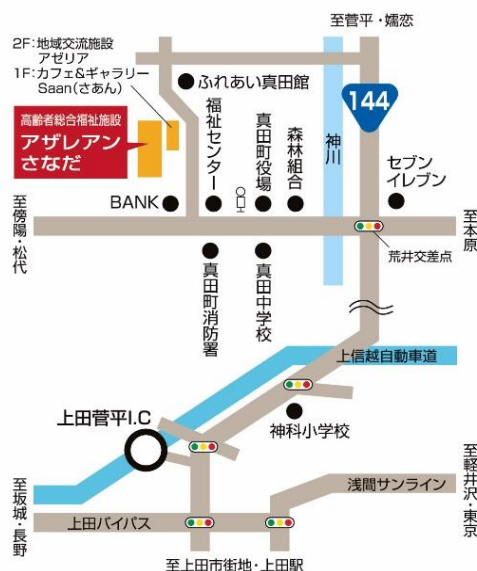 至菅平・嬬恋
2F:地域交流施設
アゼリア
1F:カフェ&ギャラリー
Saan(さあん)
ふれあい真田館
144
高齢者総合福祉施設
アザレアン
さなだ
福祉センター
真田町役場
森林組合
神川
セブン
イレブン
BANK
至傍陽・松代
至本原
荒井交差点
真田町消防署
真田中学校
上信越自動車道
上田菅平I.C
神科小学校
至坂城・長野
浅間サンライン
至軽井沢・東京
上田バイパス
至上田市街地・上田駅